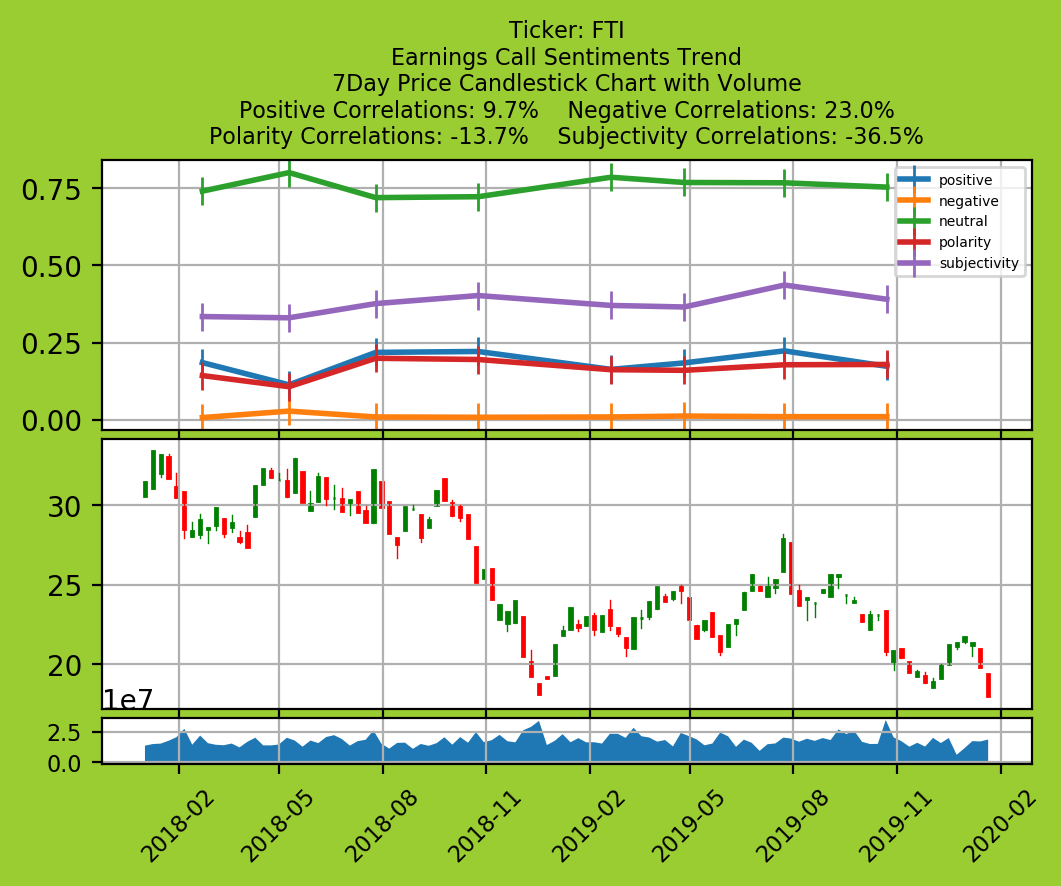 Ticker: FTI
Earnings Call Sentiments Trend
7Day Price Candlestick Chart with Volume
Positive Correlations: 9.7%    Negative Correlations: 23.0%
Polarity Correlations: -13.7%    Subjectivity Correlations: -36.5%
0.75
0.50
0.25
0.00
positive
negative
neutral
polarity
subjectivity
30
25
20
1e7
2.5
0.0
2018-02
2018-05
2018-08
2018-11
2019-02
2019-05
2019-08
2019-11
2020-02